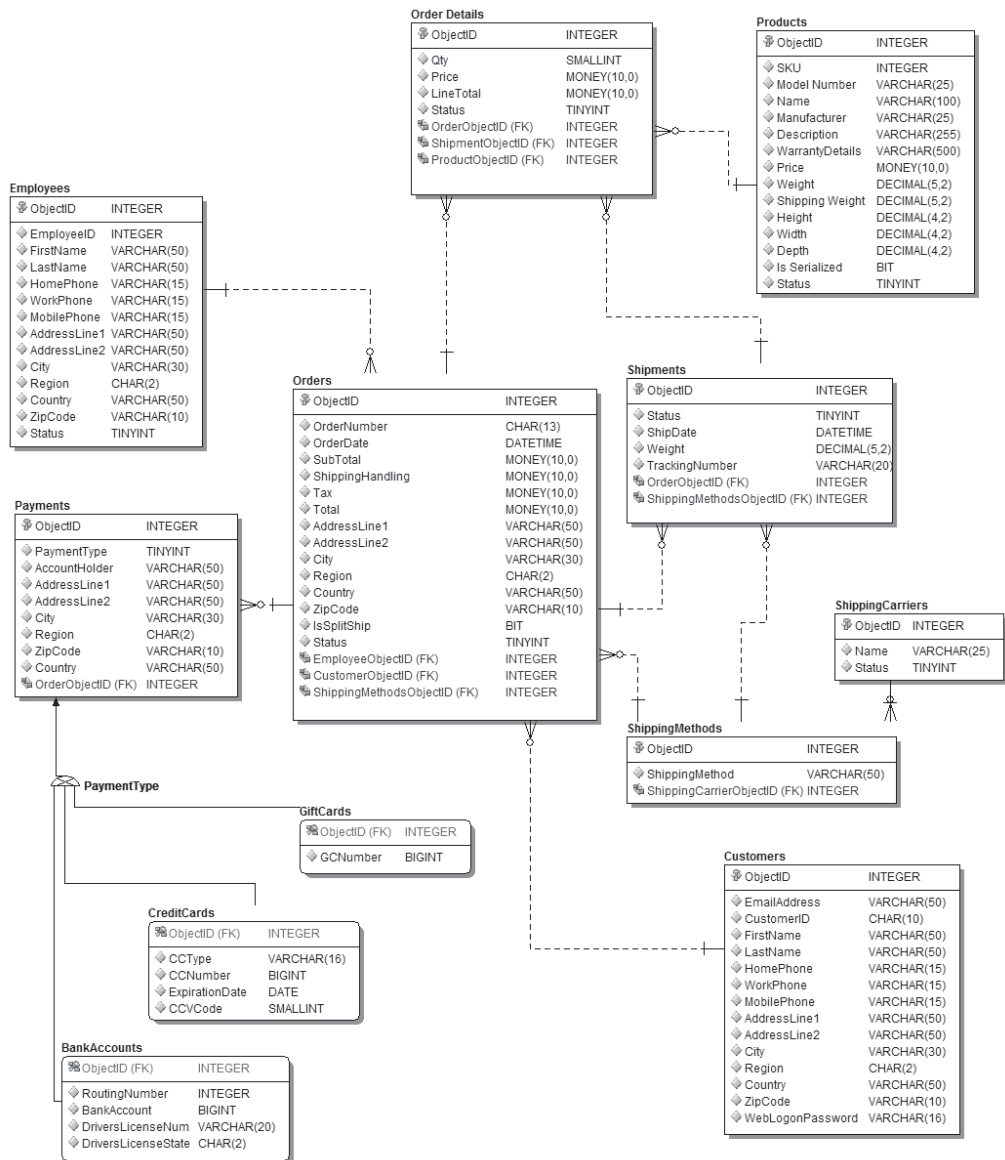 Order Details
ObjectID INTEGER
Qty SMALLINT
Price MONEY(10,0)
LineTotal MONEY(10,0)
Status TINYINT
OrderObjectID (FK) INTEGER
ShipmentObjectID (FK) INTEGER
ProductObjectID (FK) INTEGER
Products
ObjectID INTEGER
SKU INTEGER
Model Number VARCHAR(25)
Name VARCHAR(100)
Manufacturer VARCHAR(25)
Description VARCHAR(255)
WarrantyDetails VARCHAR(500)
Price MONEY(10,0)
Weight DECIMAL(5,2)
Shipping Weight DECIMAL(5,2)
Height DECIMAL(4,2)
Width DECIMAL(4,2)
Depth DECIMAL(4,2)
Is Serialized BIT
Status TINYINT
Employees
ObjectID INTEGER
EmployeeID INTEGER
FirstName VARCHAR(50)
LastName VARCHAR(50)
HomePhone VARCHAR(15)
WorkPhone VARCHAR(15)
MobilePhone VARCHAR(15)
AddressLine1 VARCHAR(50)
AddressLine2 VARCHAR(50)
City VARCHAR(30)
Region CHAR(2)
Country VARCHAR(50)
ZipCode VARCHAR(10)
Status TINYINT
Orders
ObjectID INTEGER
OrderNumber CHAR(13)
OrderDate DATETIME
SubTotal MONEY(10,0)
ShippingHandling MONEY(10,0)
Tax MONEY(10,0)
Total MONEY(10,0)
AddressLine1 VARCHAR(50)
AddressLine2 VARCHAR(50)
City VARCHAR(30)
Region CHAR(2)
Country VARCHAR(50)
ZipCode VARCHAR(10)
IsSplitShip BIT
Status TINYINT
EmployeeObjectID (FK) INTEGER
CustomerObjectID (FK) INTEGER
ShippingMethodsObjectID (FK) INTEGER
Shipments
ObjectID INTEGER
Status TINYINT
ShipDate DATETIME
Weight DECIMAL(5,2)
TrackingNumber VARCHAR(20)
OrderObjectID (FK) INTEGER
ShippingMethodsObjectID (FK) INTEGER
Payments
ObjectID INTEGER
PaymentType TINYINT
AccountHolder VARCHAR(50)
AddressLine1 VARCHAR(50)
AddressLine2 VARCHAR(50)
City VARCHAR(30)
Region CHAR(2)
ZipCode VARCHAR(10)
Country VARCHAR(50)
OrderObjectID (FK) INTEGER
ShippingCarriers
ObjectID INTEGER
Name VARCHAR(25)
Status TINYINT
ShippingMethods
ObjectID INTEGER
ShippingMethod VARCHAR(50)
ShippingCarrierObjectID (FK) INTEGER
PaymentType
GiftCards
ObjectID (FK) INTEGER
GCNumber BIGINT
CreditCards
ObjectID (FK) INTEGER
CCType VARCHAR(16)
CCNumber BIGINT
ExpirationDate DATE
CCVCode SMALLINT
BankAccounts
ObjectID (FK) INTEGER
RoutingNumber INTEGER
BankAccount BIGINT
DriversLicenseNum VARCHAR(20)
DriversLicenseState CHAR(2)
Customers
ObjectID INTEGER
EmailAddress VARCHAR(50)
CustomerID CHAR(10)
FirstName VARCHAR(50)
LastName VARCHAR(50)
HomePhone VARCHAR(15)
WorkPhone VARCHAR(15)
MobilePhone VARCHAR(15)
AddressLine1 VARCHAR(50)
AddressLine2 VARCHAR(50)
City VARCHAR(30)
Region CHAR(2)
Country VARCHAR(50)
ZipCode VARCHAR(10)
WebLogonPassword VARCHAR(16)